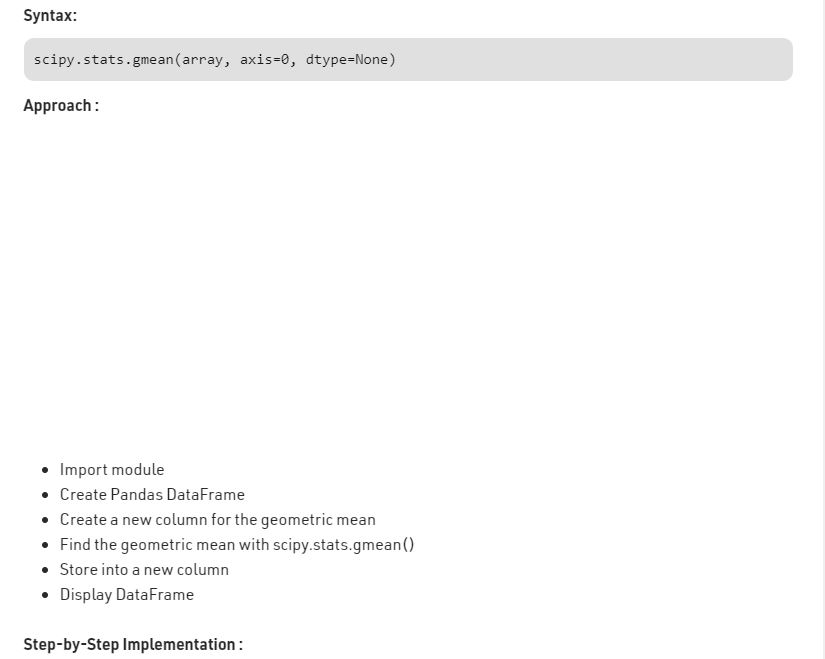 Syntax:
scipy.stats.gmean(array, axis=0, dtype=None)
Approach :
• Import module
• Create Pandas DataFrame
• Create a new column for the geometric mean
• Find the geometric mean with scipy.stats.gmean()
• Store into a new column
• Display DataFrame
Step-by-Step Implementation :